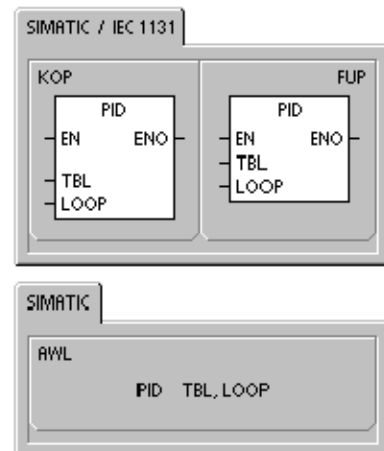 SIMATIC / IEC 1131
KOP
FUP
PID
EN ENO
TBL
LOOP
PID
EN ENO
TBL
LOOP
SIMATIC
AWL
PID TBL, LOOP